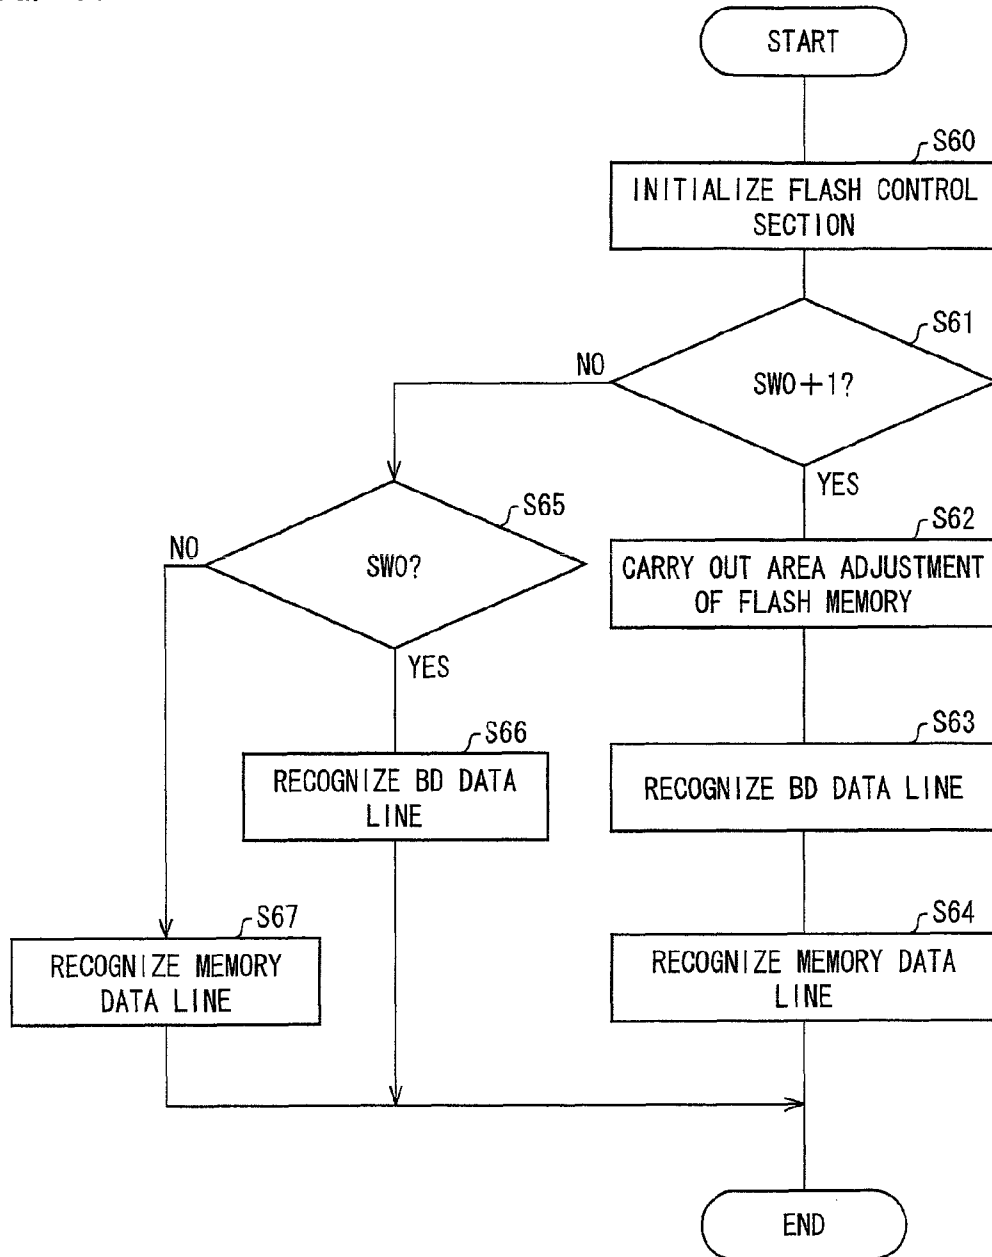 START
S60
INITIALIZE FLASH CONTROL
SECTION
S61
SW0+1?
NO
YES
S65
SW0?
NO
YES
S62
CARRY OUT AREA ADJUSTMENT
OF FLASH MEMORY
S66
RECOGNIZE BD DATA
LINE
S63
RECOGNIZE BD DATA LINE
S67
RECOGNIZE MEMORY
DATA LINE
S64
RECOGNIZE MEMORY DATA
LINE
END